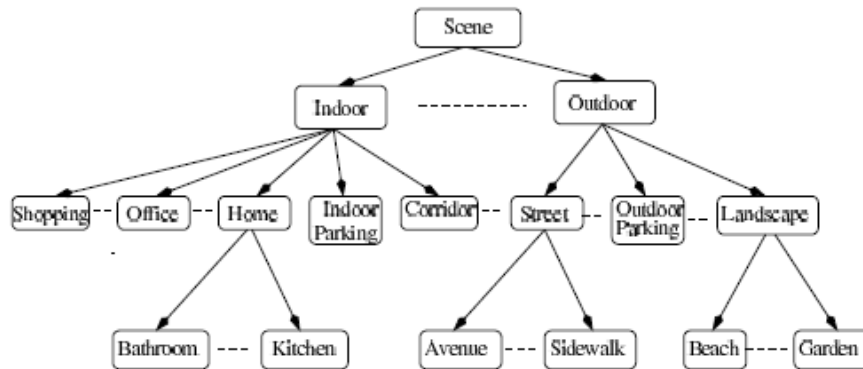 Scene
Indoor
Outdoor
Shopping
Office
Home
Indoor
Parking
Corridor
Street
Outdoor
Parking
Landscape
Bathroom
Kitchen
Avenue
Sidewalk
Beach
Garden